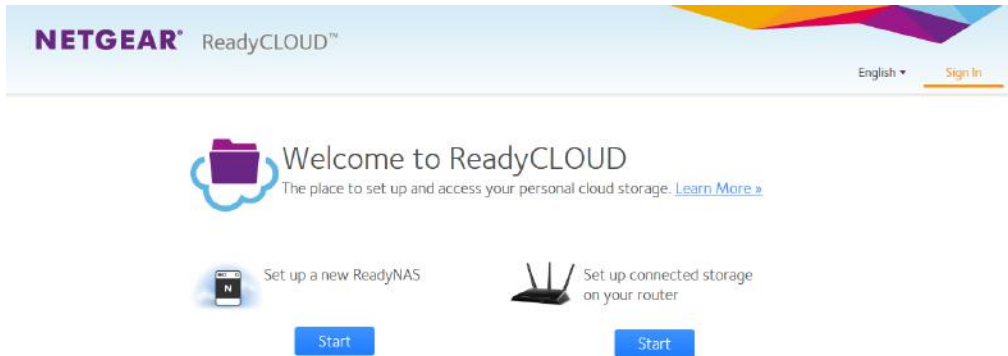 NETGEAR® ReadyCLOUD™
English ▾ Sign In
Welcome to ReadyCLOUD
The place to set up and access your personal cloud storage. Learn More »
Set up a new ReadyNAS
Set up connected storage
on your router
N
Start
Start